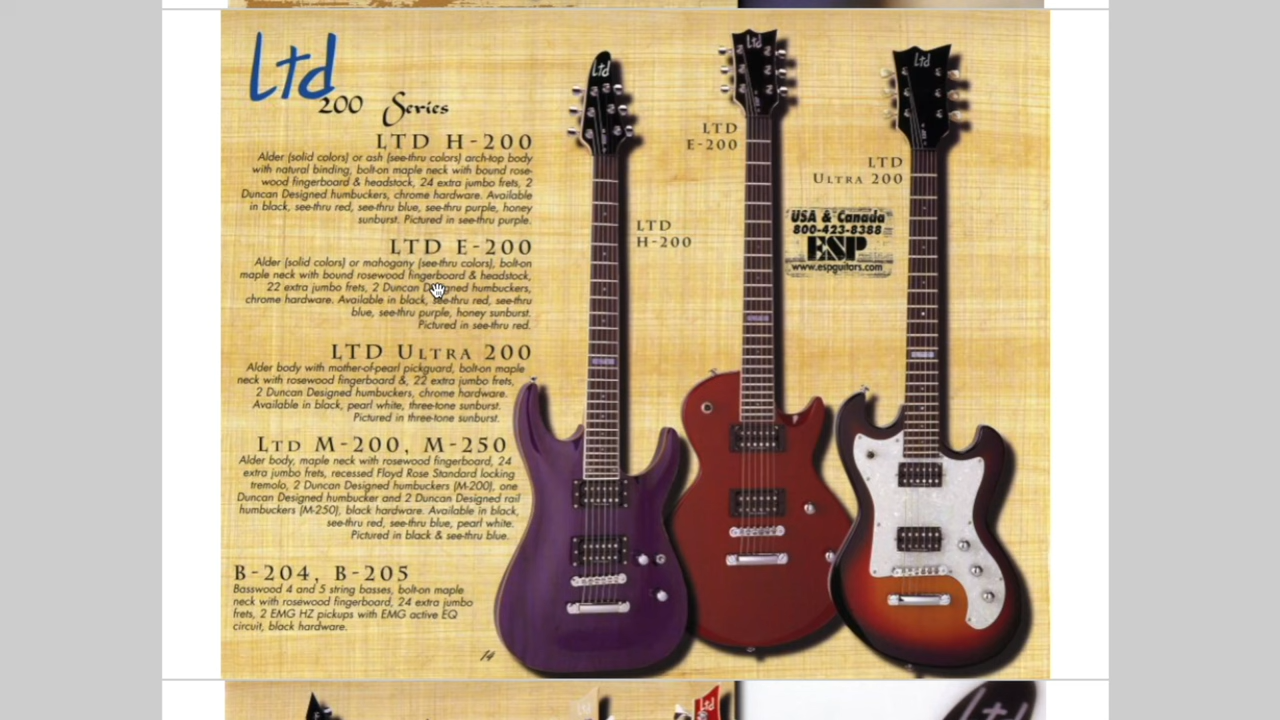 Ltd
200 Series
LTD H-200
Alder (solid colors) or ash (see-thru colors) arch-top body
with natural binding, bolt-on maple neck with bound rose-
wood fingerboard & headstock, 24 extra jumbo frets, 2
Duncan Designed humbuckers, chrome hardware. Available
in black, see-thru red, see-thru blue, see-thru purple, honey
sunburst. Pictured in see-thru purple.
LTD E-200
Alder (solid colors) or mahogany (see-thru colors), bolt-on
maple neck with bound rosewood fingerboard & headstock,
22 extra jumbo frets, 2 Duncan Designed humbuckers,
chrome hardware. Available in black, see-thru red, see-thru
blue, see-thru purple, honey sunburst.
Pictured in see-thru red.
LTD Ultra 200
Alder body with mother-of-pearl pickguard, bolt-on maple
neck with rosewood fingerboard &, 22 extra jumbo frets,
2 Duncan Designed humbuckers, chrome hardware.
Available in black, pearl white, three-tone sunburst.
Pictured in three-tone sunburst.
Ltd M-200, M-250
Alder body, maple neck with rosewood fingerboard, 24
extra jumbo frets, recessed Floyd Rose Standard locking
tremolo, 2 Duncan Designed humbuckers (M-200), one
Duncan Designed humbucker and 2 Duncan Designed rail
humbuckers (M-250), black hardware. Available in black,
see-thru red, see-thru blue, pearl white.
Pictured in black & see-thru blue.
B-204, B-205
Basswood 4 and 5 string basses, bolt-on maple
neck with rosewood fingerboard, 24 extra jumbo
frets, 2 EMG HZ pickups with EMG active EQ
circuit, black hardware.
14
Ltd
LTD
H-200
Ltd
LTD
E-200
Ltd
LTD
Ultra 200
USA & Canada
800-423-8388
ESP
www.espguitars.com
Ltd
Ltd